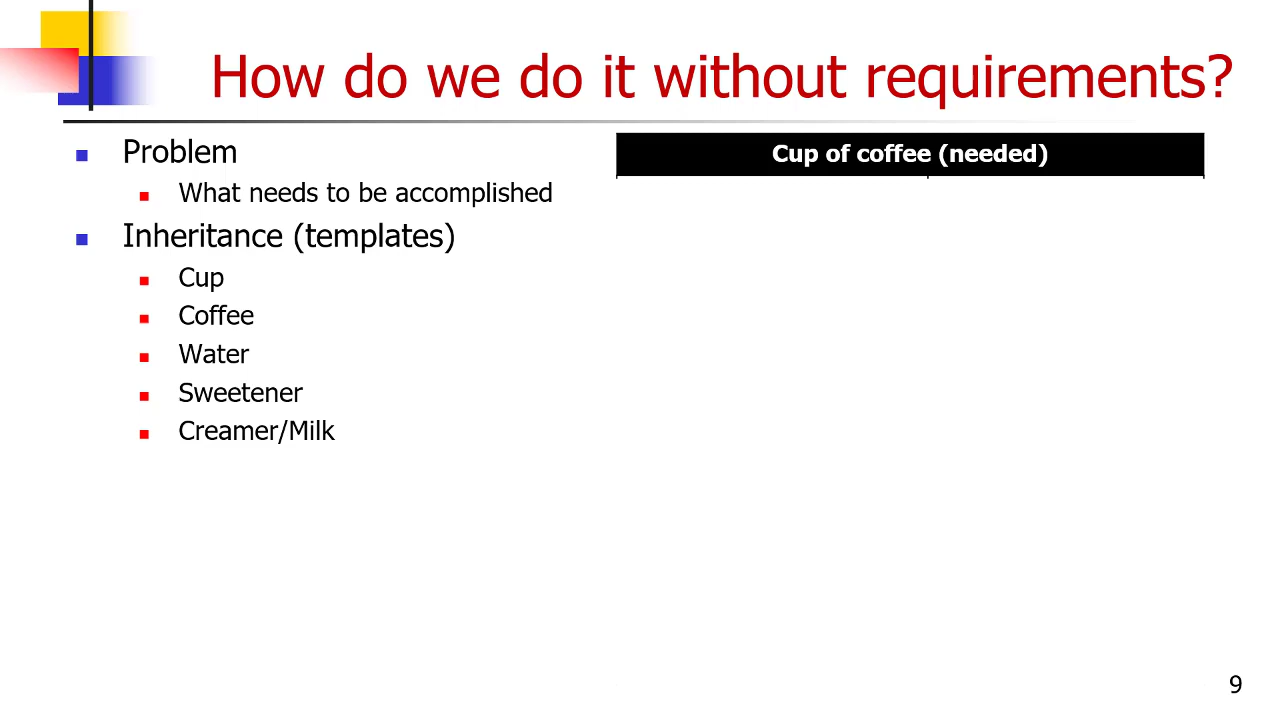 How do we do it without requirements?
Problem
What needs to be accomplished
Inheritance (templates)
Cup
Coffee
Water
Sweetener
Creamer/Milk
Cup of coffee (needed)
9